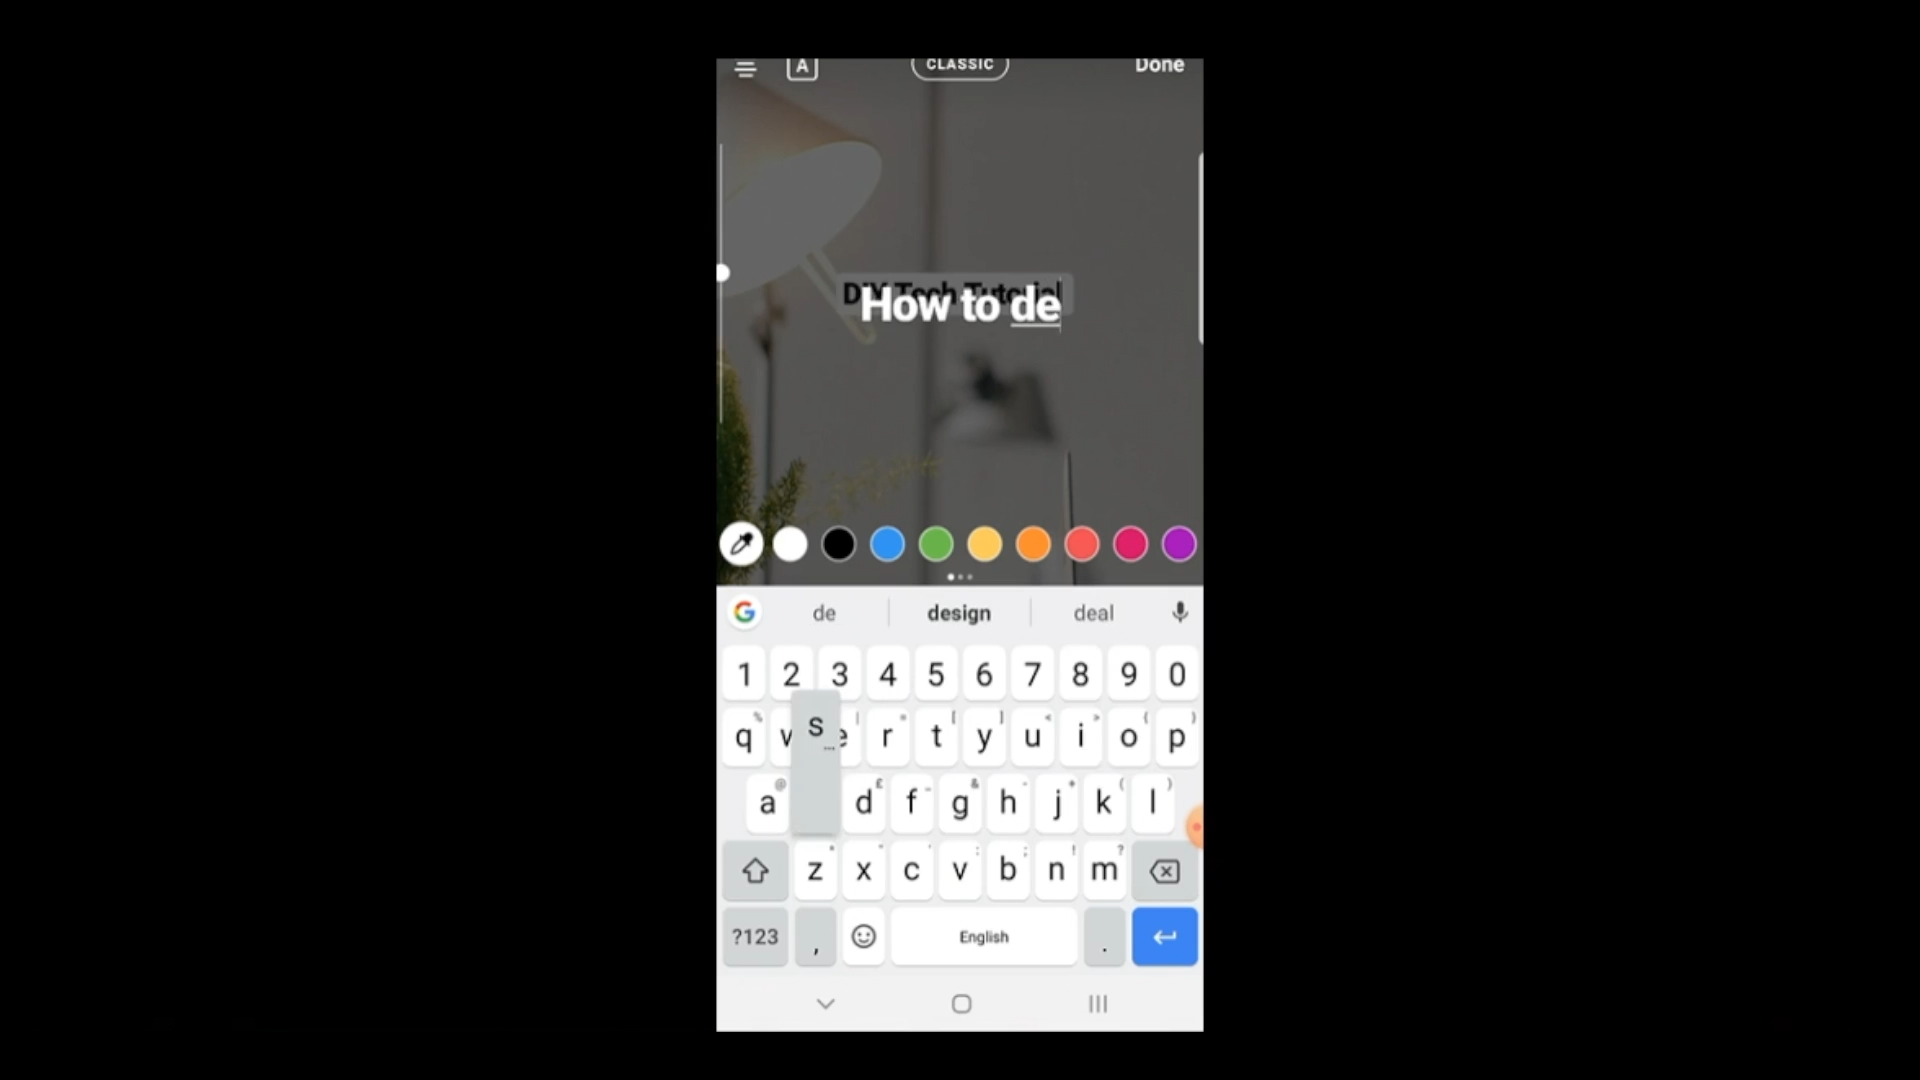 A
CLASSIC
Done
DIY Tech Tutorial
How to de
de
design
deal
1 2 3 4 5 6 7 8 9 0
q w e r t y u i o p
s
a d f g h j k l
z x c v b n m
?123 , English .